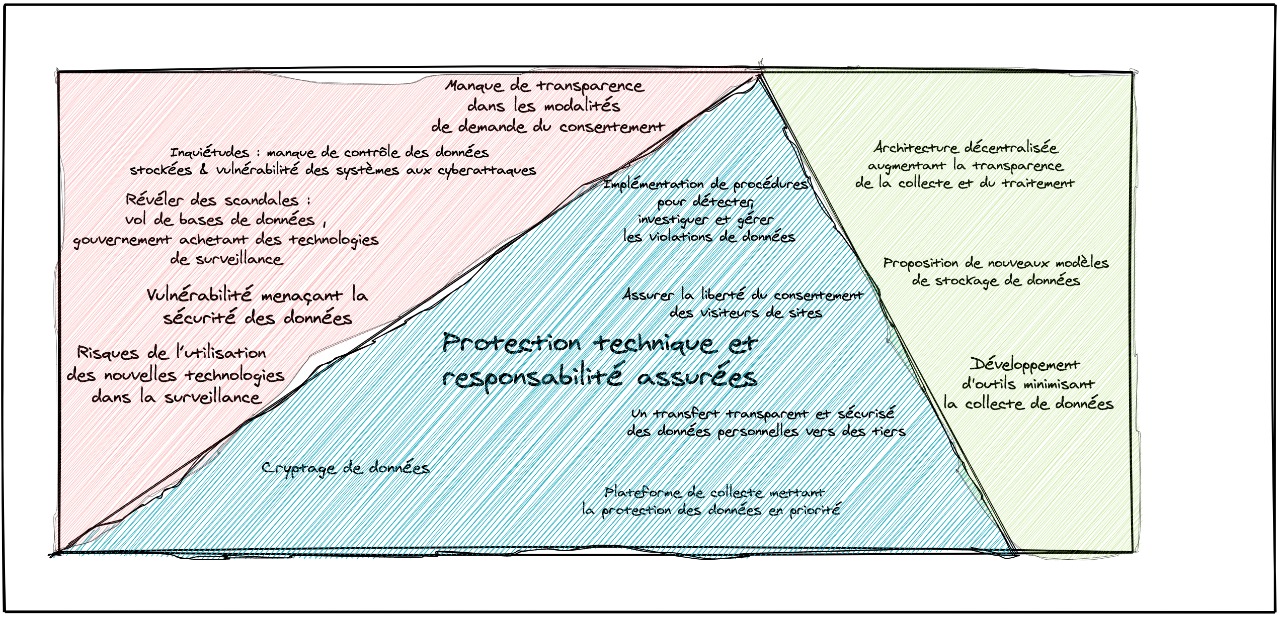 Manque de transparence
dans les modalités
de demande du consentement
Inquiétudes : manque de contrôle des données
stockées & vulnérabilité des systèmes aux cyberattaques
Révéler des scandales :
vol de bases de données ,
gouvernement achetant des technologies
de surveillance
Vulnérabilité menaçant la
sécurité des données
Risques de l'utilisation
des nouvelles technologies
dans la surveillance
Implémentation de procédures
pour détecter,
investiguer et gérer
les violations de données
Assurer la liberté du consentement
des visiteurs de sites
Protection technique et
responsabilité assurées
Un transfert transparent et sécurisé
des données personnelles vers des tiers
Cryptage de données
Plateforme de collecte mettant
la protection des données en priorité
Architecture décentralisée
augmentant la transparence
de la collecte et du traitement
Proposition de nouveaux modèles
de stockage de données
Développement
d'outils minimisant
la collecte de données